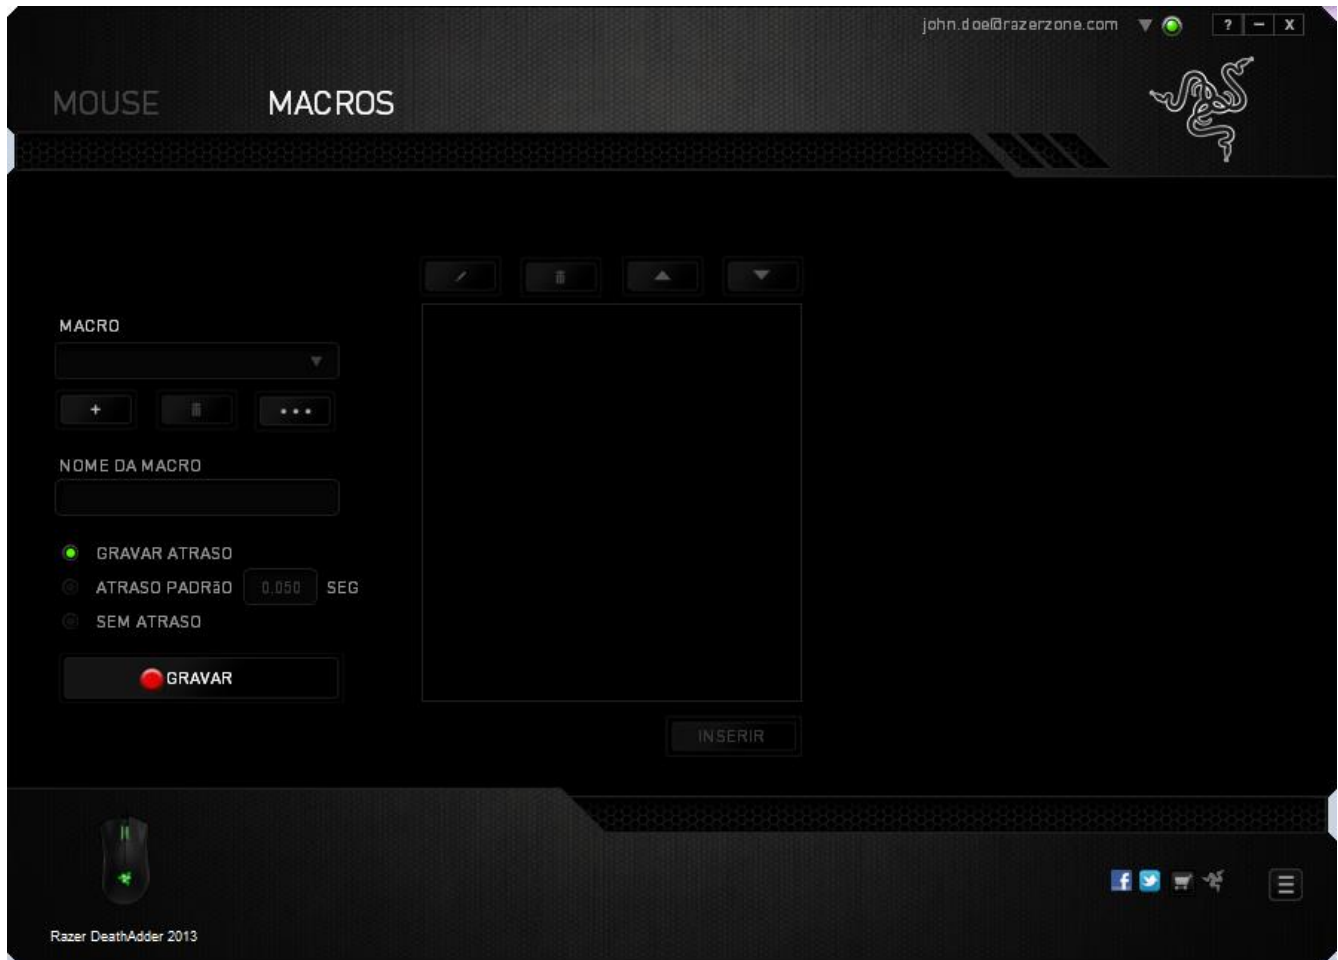 john.doe@razerzone.com
? – X
MOUSE MACROS
MACRO
+ •••
NOME DA MACRO
GRAVAR ATRASO
ATRASO PADRãO 0.050 SEG
SEM ATRASO
GRAVAR
INSERIR
Razer DeathAdder 2013